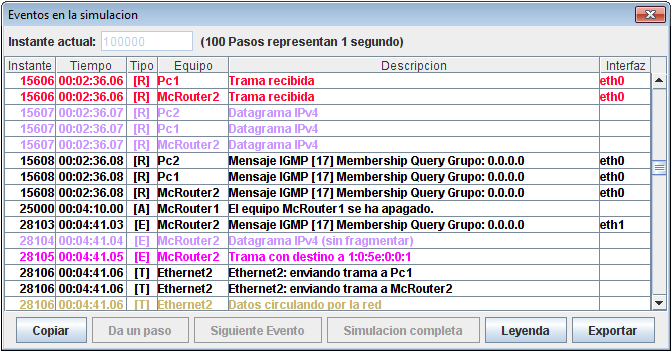 Eventos en la simulacion
Instante actual: 100000 (100 Pasos representan 1 segundo)
Instante Tiempo Tipo Equipo Descripcion Interfaz
15606 00:02:36.06 [R] Pc1 Trama recibida eth0
15606 00:02:36.06 [R] McRouter2 Trama recibida eth0
15607 00:02:36.07 [R] Pc2 Datagrama IPv4
15607 00:02:36.07 [R] Pc1 Datagrama IPv4
15607 00:02:36.07 [R] McRouter2 Datagrama IPv4
15608 00:02:36.08 [R] Pc2 Mensaje IGMP [17] Membership Query Grupo: 0.0.0.0 eth0
15608 00:02:36.08 [R] Pc1 Mensaje IGMP [17] Membership Query Grupo: 0.0.0.0 eth0
15608 00:02:36.08 [R] McRouter2 Mensaje IGMP [17] Membership Query Grupo: 0.0.0.0 eth0
25000 00:04:10.00 [A] McRouter1 El equipo McRouter1 se ha apagado.
28103 00:04:41.03 [E] McRouter2 Mensaje IGMP [17] Membership Query Grupo: 0.0.0.0 eth1
28104 00:04:41.04 [E] McRouter2 Datagrama IPv4 (sin fragmentar)
28105 00:04:41.05 [E] McRouter2 Trama con destino a 1:0:5e:0:0:1
28106 00:04:41.06 [T] Ethernet2 Ethernet2: enviando trama a Pc1
28106 00:04:41.06 [T] Ethernet2 Ethernet2: enviando trama a McRouter2
28106 00:04:41.06 [T] Ethernet2 Datos circulando por la red
Copiar Da un paso Siguiente Evento Simulacion completa Leyenda Exportar